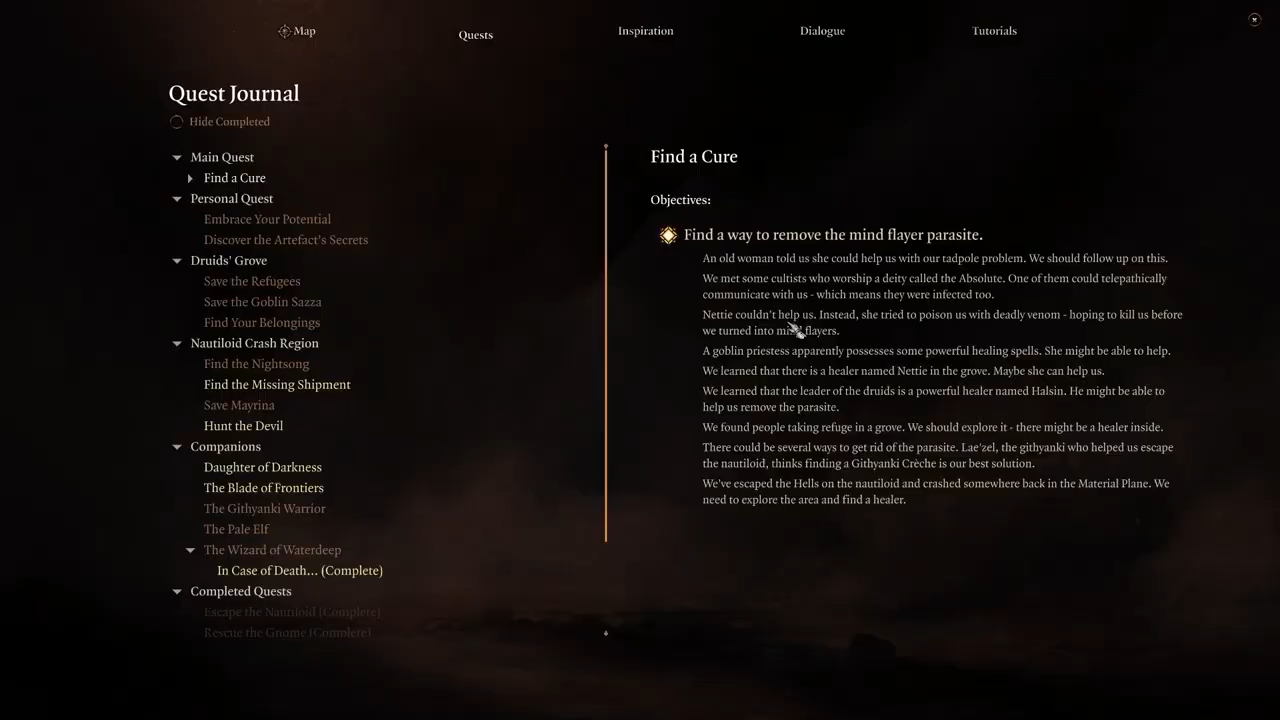 Map
Quests
Inspiration
Dialogue
Tutorials
Quest Journal
Hide Completed
Main Quest
Find a Cure
Personal Quest
Embrace Your Potential
Discover the Artefact's Secrets
Druids' Grove
Save the Refugees
Save the Goblin Sazza
Find Your Belongings
Nautiloid Crash Region
Find the Nightsong
Find the Missing Shipment
Save Mayrina
Hunt the Devil
Companions
Daughter of Darkness
The Blade of Frontiers
The Githyanki Warrior
The Pale Elf
The Wizard of Waterdeep
In Case of Death... (Complete)
Completed Quests
Escape the Nautiloid (Complete)
Rescue the Gnome (Complete)
Find a Cure
Objectives:
Find a way to remove the mind flayer parasite.
An old woman told us she could help us with our tadpole problem. We should follow up on this.
We met some cultists who worship a deity called the Absolute. One of them could telepathically
communicate with us - which means they were infected too.
Nettie couldn't help us. Instead, she tried to poison us with deadly venom - hoping to kill us before
we turned into mind flayers.
A goblin priestess apparently possesses some powerful healing spells. She might be able to help.
We learned that there is a healer named Nettie in the grove. Maybe she can help us.
We learned that the leader of the druids is a powerful healer named Halsin. He might be able to
help us remove the parasite.
We found people taking refuge in a grove. We should explore it - there might be a healer inside.
There could be several ways to get rid of the parasite. Lae'zel, the githyanki who helped us escape
the nautiloid, thinks finding a Githyanki Crèche is our best solution.
We've escaped the Hells on the nautiloid and crashed somewhere back in the Material Plane. We
need to explore the area and find a healer.